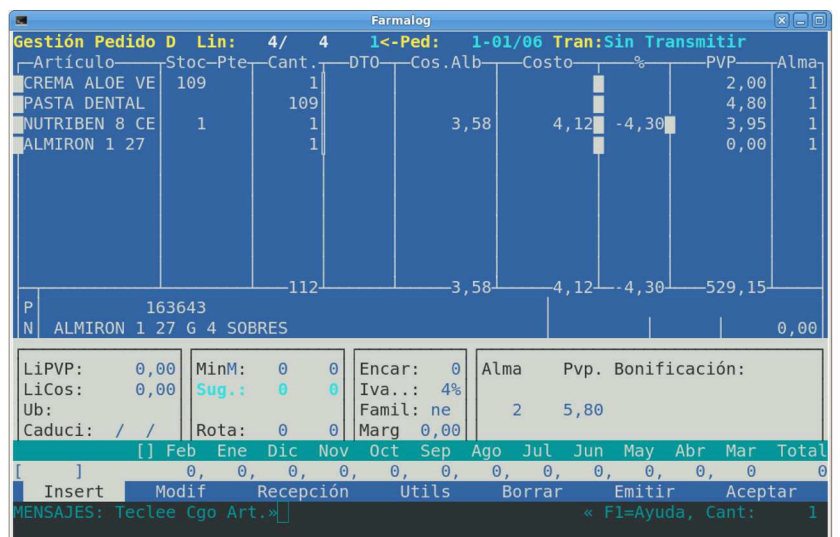 Farmalog
Gestión Pedido D Lin: 4/ 4 1<-Ped: 1-01/06 Tran:Sin Transmitir
Artículo Stoc-Pte Cant. DTO Cos.Alb Costo % PVP Alma
CREMA ALOE VE 109 1 2,00 1
PASTA DENTAL 109 4,80 1
NUTRIBEN 8 CE 1 1 3,58 4,12 -4,30 3,95 1
ALMIRON 1 27 1 0,00 1
112 3,58 4,12 -4,30 529,15
P 163643
N ALMIRON 1 27 G 4 SOBRES 0,00
LiPVP: 0,00 MinM: 0 0 Encar: 0 Alma Pvp. Bonificación:
LiCos: 0,00 Sug.: 0 0 Iva..: 4%
Ub: Famil: ne 2 5,80
Caduci: / / Rota: 0 0 Marg 0,00
[] Feb Ene Dic Nov Oct Sep Ago Jul Jun May Abr Mar Total
[ ] 0, 0, 0, 0, 0, 0, 0, 0, 0, 0, 0, 0 0
Insert Modif Recepción Utils Borrar Emitir Aceptar
MENSAJES: Teclee Cgo Art.» « F1=Ayuda, Cant: 1